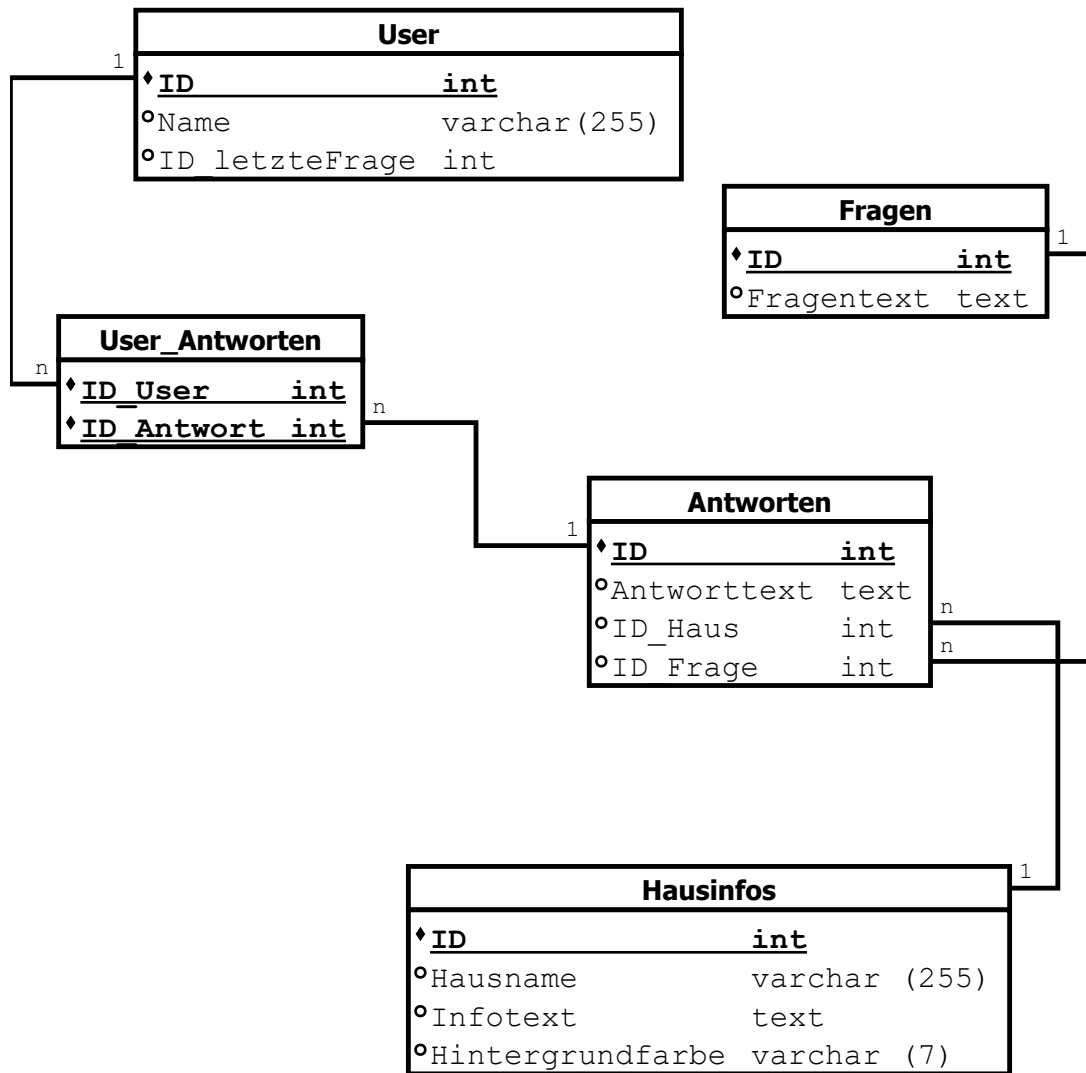 User
1
ID int
Name varchar(255)
ID_letzteFrage int
Fragen
1
ID int
Fragentext text
User_Antworten
n
ID_User int
n
ID_Antwort int
Antworten
1
ID int
Antworttext text
n
ID_Haus int
n
ID_Frage int
Hausinfos
1
ID int
Hausname varchar (255)
Infotext text
Hintergrundfarbe varchar (7)